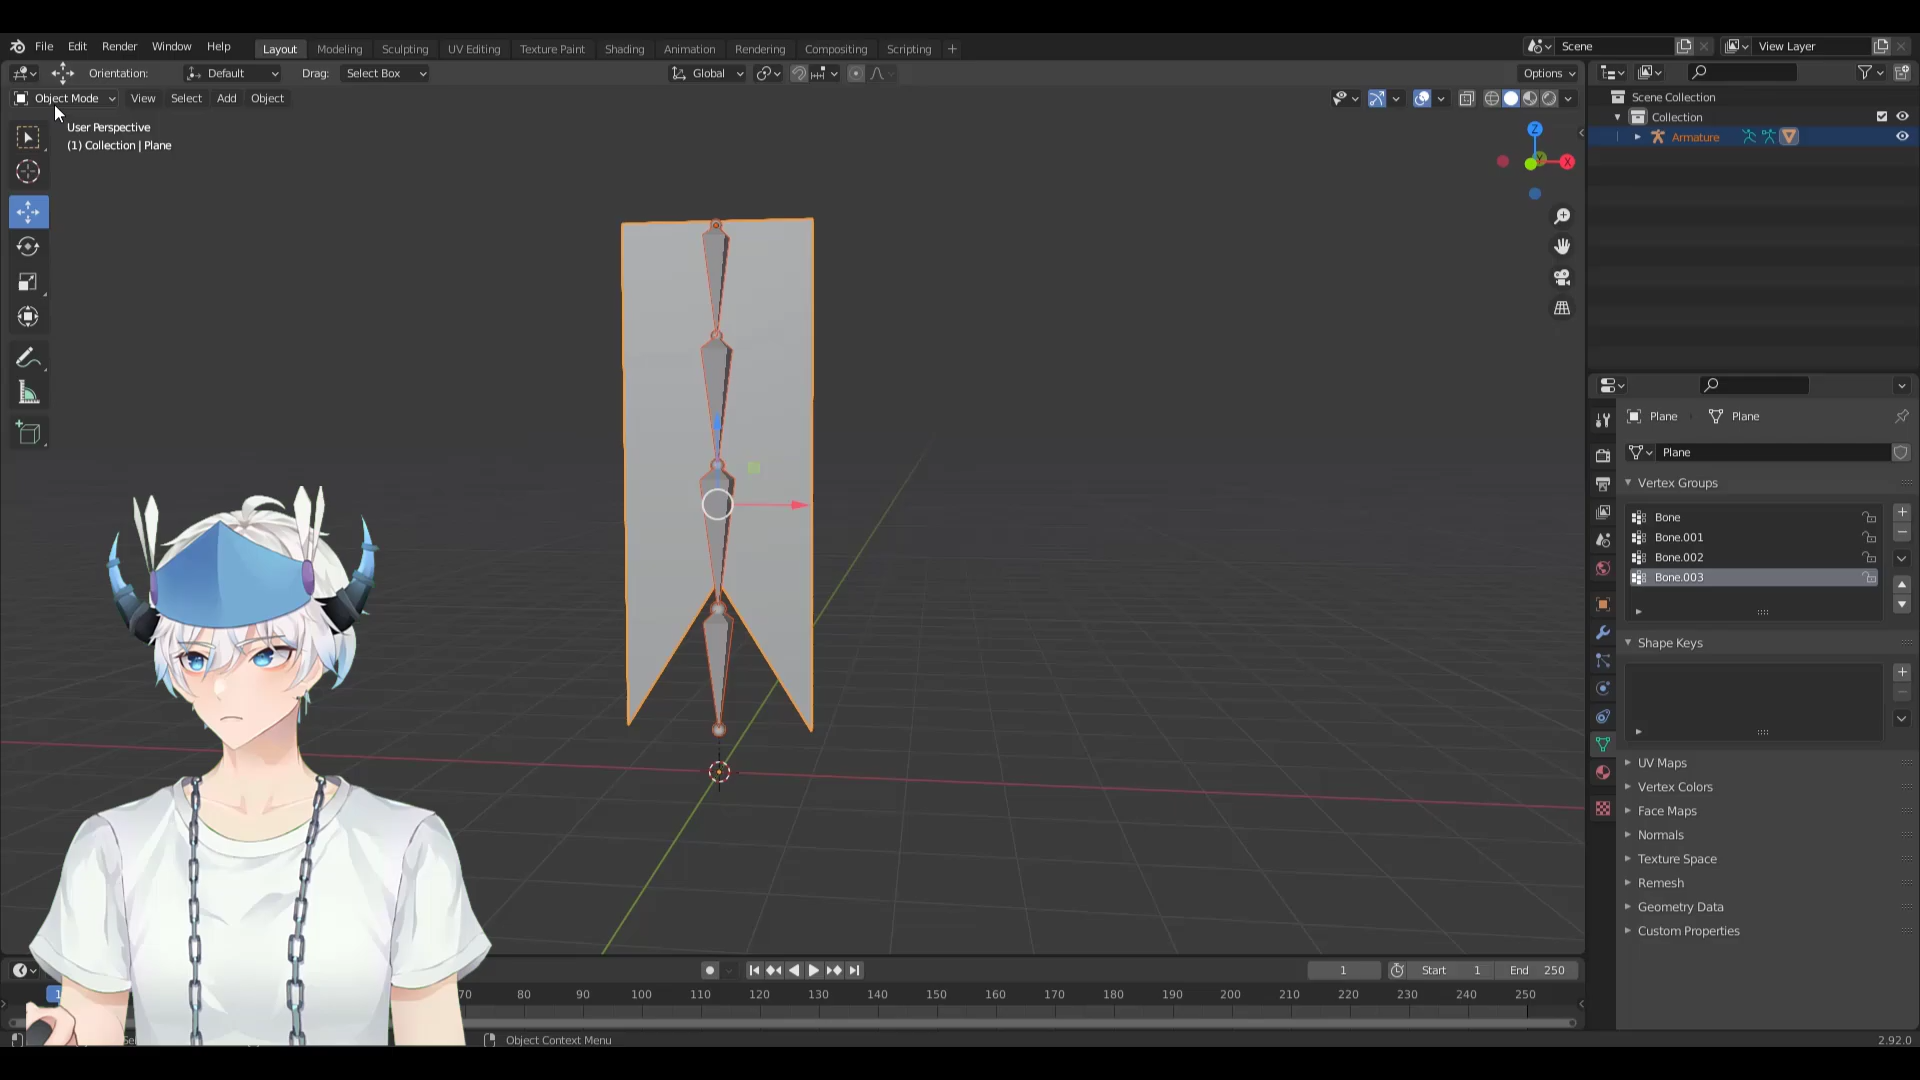 File Edit Render Window Help Layout Modeling Sculpting UV Editing Texture Paint Shading Animation Rendering Compositing Scripting + Scene View Layer
Orientation: Default Drag: Select Box Global Options
Object Mode View Select Add Object
User Perspective
(1) Collection | Plane
Z
X
Scene Collection
Collection
Armature
Plane Plane
Plane
Vertex Groups
Bone
Bone.001
Bone.002
Bone.003
Shape Keys
UV Maps
Vertex Colors
Face Maps
Normals
Texture Space
Remesh
Geometry Data
Custom Properties
1 Start 1 End 250
1 70 80 90 100 110 120 130 140 150 160 170 180 190 200 210 220 230 240 250
Object Context Menu 2.92.0